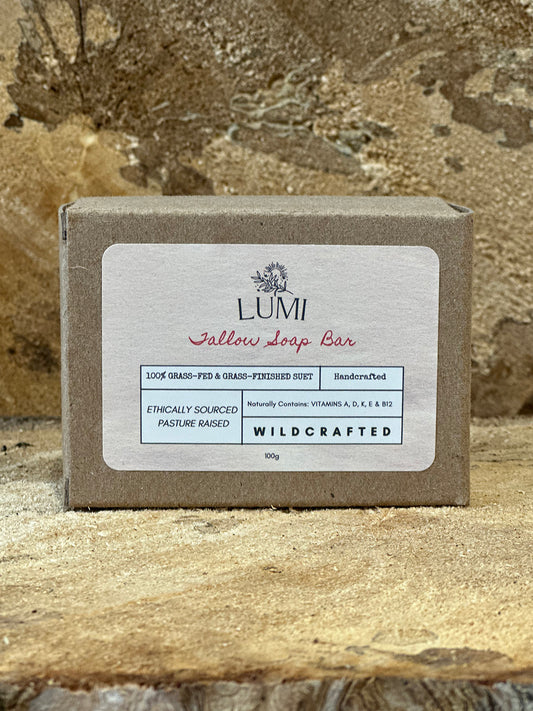 LUMI
Tallow Soap Bar
100% GRASS-FED & GRASS-FINISHED SUET
Handcrafted
ETHICALLY SOURCED
PASTURE RAISED
Naturally Contains: VITAMINS A, D, K, E & B12
WILDCRAFTED
100g